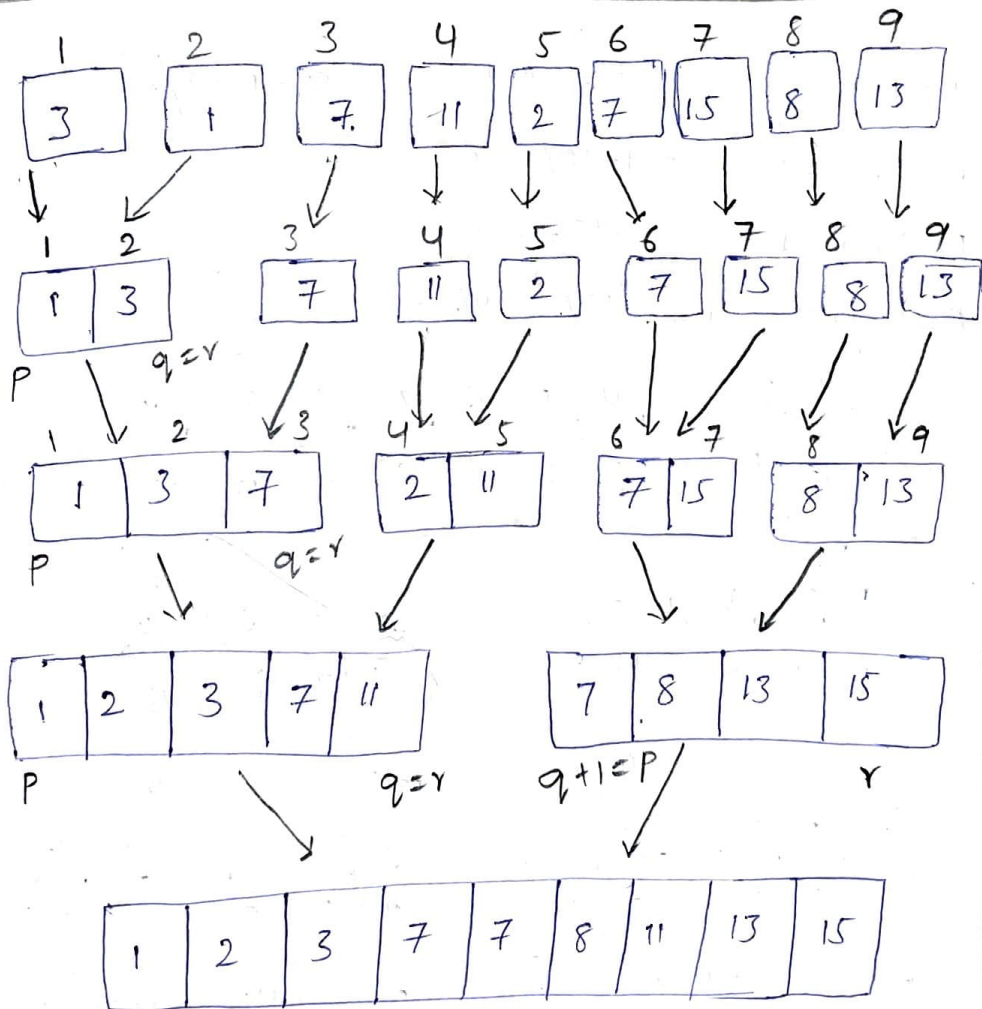 1 2 3 4 5 6 7 8 9
3 1 7. 11 2 7 15 8 13
1 2 3 4 5 6 7 8 9
1 3 7 11 2 7 15 8 13
p q=r
1 2 3 4 5 6 7 8 9
1 3 7 2 11 7 15 8 13
p q=r
1 2 3 7 11 7 8 13 15
p q=r q+1=p r
1 2 3 7 7 8 11 13 15